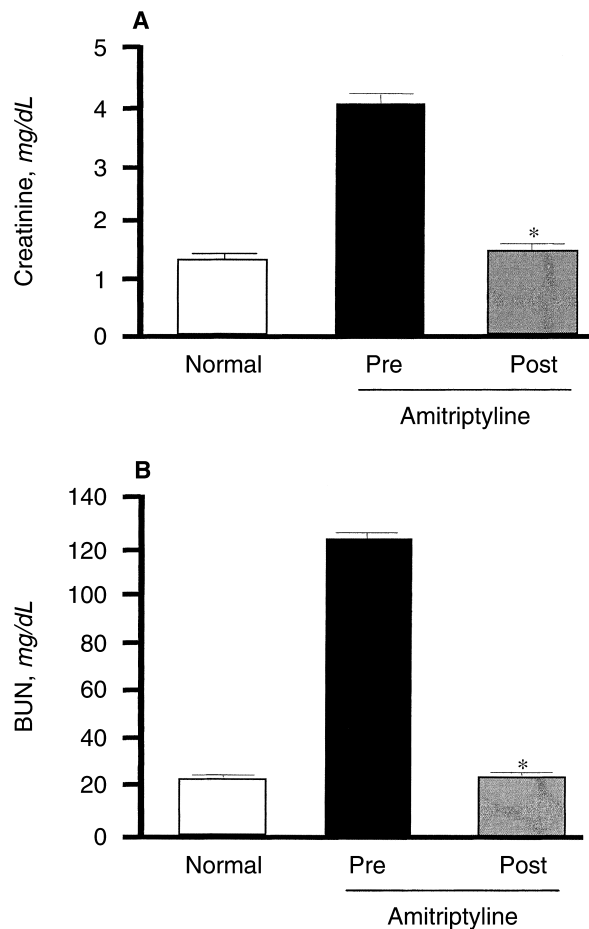 A
5
4
3
2
1
0
Creatinine, mg/dL
*
Normal Pre Post
Amitriptyline
B
140
120
100
80
60
40
20
0
BUN, mg/dL
*
Normal Pre Post
Amitriptyline